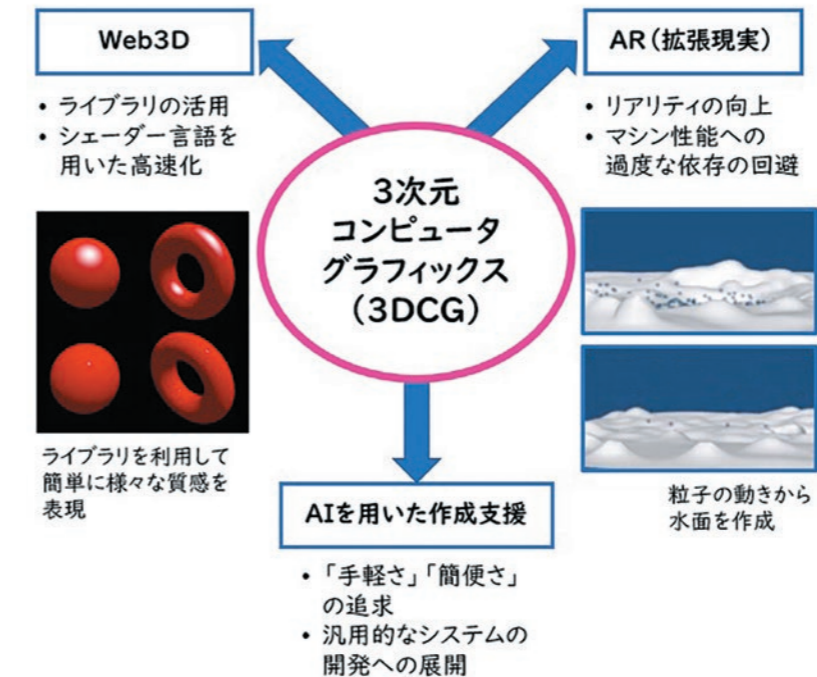 Web3D
・ライブラリの活用
・シェーダー言語を
用いた高速化
AR(拡張現実)
・リアリティの向上
・マシン性能への
過度な依存の回避
3次元
コンピュータ
グラフィックス
(3DCG)
ライブラリを利用して
簡単に様々な質感を
表現
粒子の動きから
水面を作成
AIを用いた作成支援
・「手軽さ」「簡便さ」
の追求
・汎用的なシステムの
開発への展開